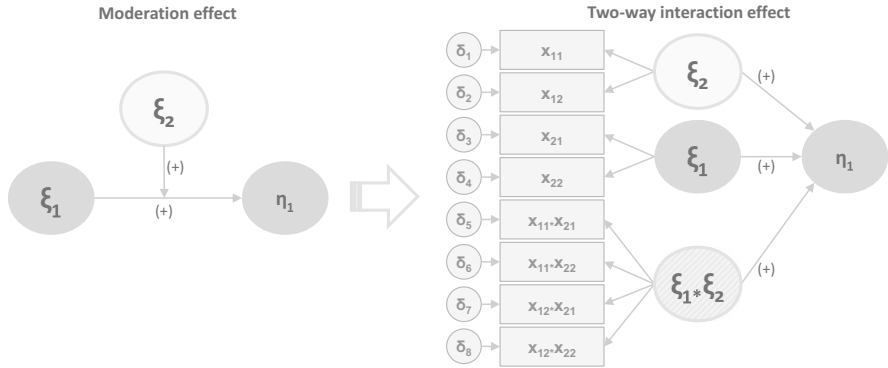 Moderation effect
ξ₂
(+)
ξ₁
(+)
η₁
Two-way interaction effect
δ₁ x₁₁
δ₂ x₁₂
δ₃ x₂₁
δ₄ x₂₂
δ₅ x₁₁*x₂₁
δ₆ x₁₁*x₂₂
δ₇ x₁₂*x₂₁
δ₈ x₁₂*x₂₂
ξ₂
(+)
ξ₁
(+)
η₁
ξ₁*ξ₂
(+)